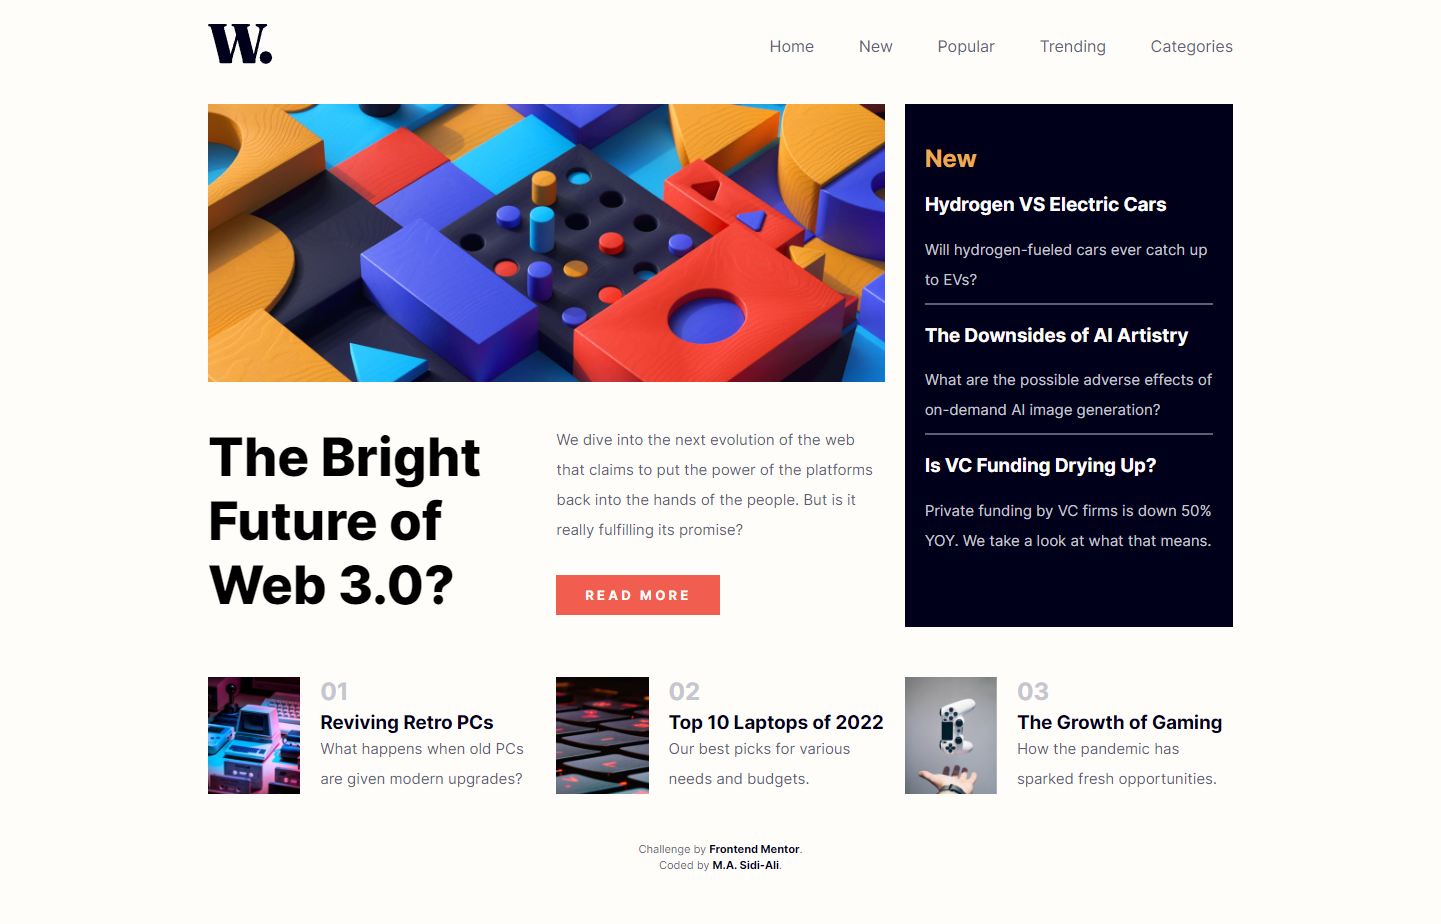 W.
Home New Popular Trending Categories
New
Hydrogen VS Electric Cars
Will hydrogen-fueled cars ever catch up
to EVs?
The Downsides of AI Artistry
What are the possible adverse effects of
on-demand AI image generation?
Is VC Funding Drying Up?
Private funding by VC firms is down 50%
YOY. We take a look at what that means.
The Bright
Future of
Web 3.0?
We dive into the next evolution of the web
that claims to put the power of the platforms
back into the hands of the people. But is it
really fulfilling its promise?
READ MORE
01
Reviving Retro PCs
What happens when old PCs
are given modern upgrades?
02
Top 10 Laptops of 2022
Our best picks for various
needs and budgets.
03
The Growth of Gaming
How the pandemic has
sparked fresh opportunities.
Challenge by Frontend Mentor.
Coded by M.A. Sidi-Ali.